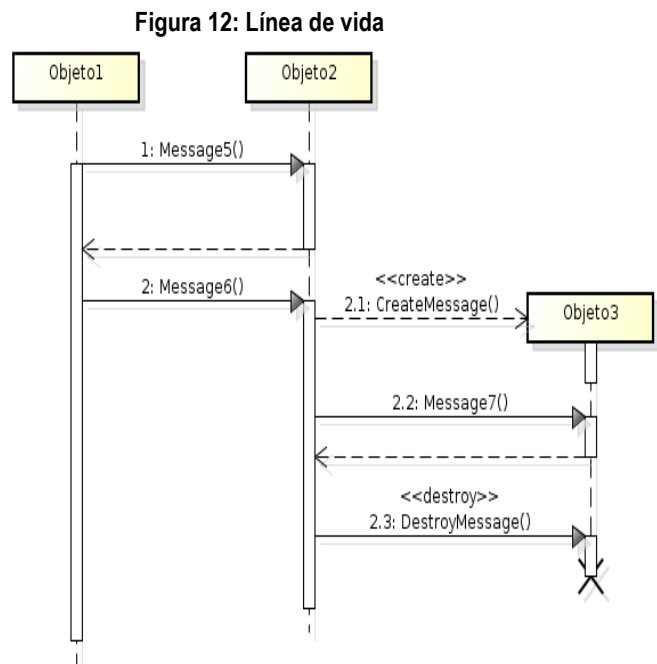 Figura 12: Línea de vida
Objeto1
Objeto2
1: Message5()
2: Message6()
<<create>>
2.1: CreateMessage()
Objeto3
2.2: Message7()
<<destroy>>
2.3: DestroyMessage()